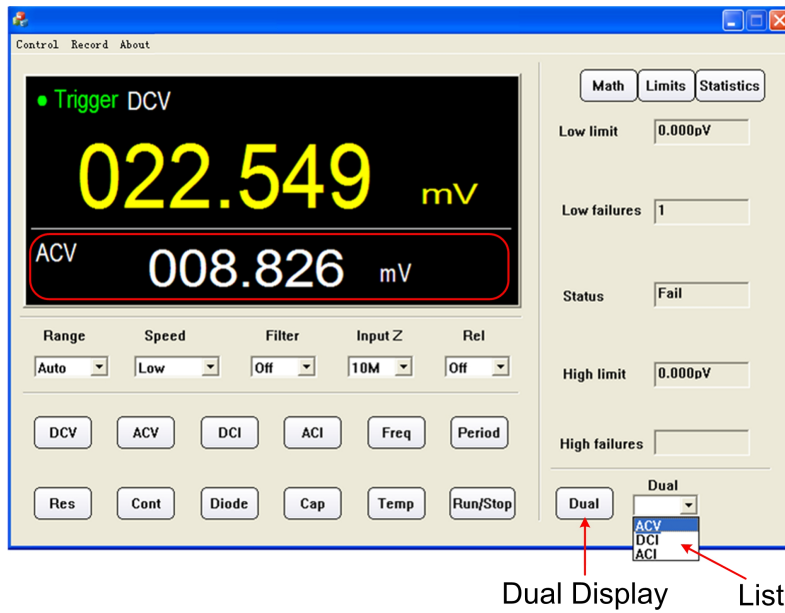 Control Record About
• Trigger DCV
022.549 mV
ACV 008.826 mV
Range Speed Filter Input Z Rel
Auto Low Off 10M Off
DCV ACV DCI ACI Freq Period
Res Cont Diode Cap Temp Run/Stop
Math Limits Statistics
Low limit 0.000pV
Low failures 1
Status Fail
High limit 0.000pV
High failures
Dual
Dual
ACV
DCI
ACI
Dual Display List